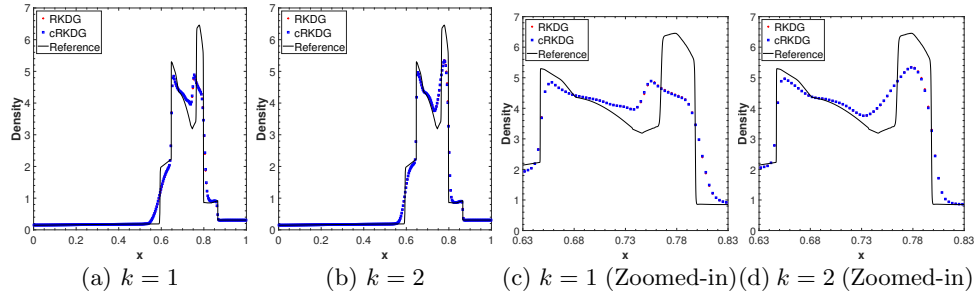 RKDG
cRKDG
Reference
Density
7
6
5
4
3
2
1
0
0 0.2 0.4 0.6 0.8 1
x
(a) k = 1
RKDG
cRKDG
Reference
Density
7
6
5
4
3
2
1
0
0 0.2 0.4 0.6 0.8 1
x
(b) k = 2
RKDG
cRKDG
Reference
Density
7
6
5
4
3
2
1
0
0.63 0.68 0.73 0.78 0.83
x
(c) k = 1 (Zoomed-in)
RKDG
cRKDG
Reference
Density
7
6
5
4
3
2
1
0
0.63 0.68 0.73 0.78 0.83
x
(d) k = 2 (Zoomed-in)